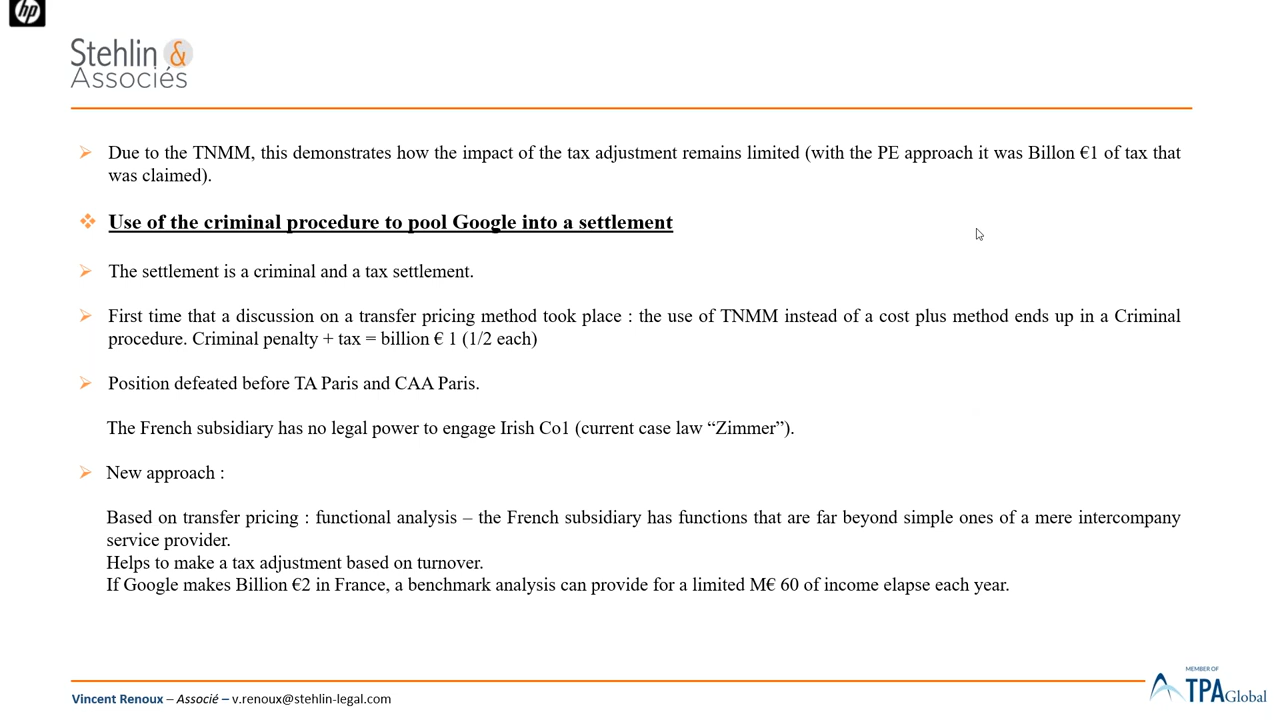 hp
Stehlin &
Associés
Due to the TNMM, this demonstrates how the impact of the tax adjustment remains limited (with the PE approach it was Billon €1 of tax that
was claimed).
Use of the criminal procedure to pool Google into a settlement
The settlement is a criminal and a tax settlement.
First time that a discussion on a transfer pricing method took place : the use of TNMM instead of a cost plus method ends up in a Criminal
procedure. Criminal penalty + tax = billion € 1 (1/2 each)
Position defeated before TA Paris and CAA Paris.
The French subsidiary has no legal power to engage Irish Co1 (current case law “Zimmer”).
New approach :
Based on transfer pricing : functional analysis – the French subsidiary has functions that are far beyond simple ones of a mere intercompany
service provider.
Helps to make a tax adjustment based on turnover.
If Google makes Billion €2 in France, a benchmark analysis can provide for a limited M€ 60 of income elapse each year.
Vincent Renoux – Associé – v.renoux@stehlin-legal.com
MEMBER OF
TPA Global